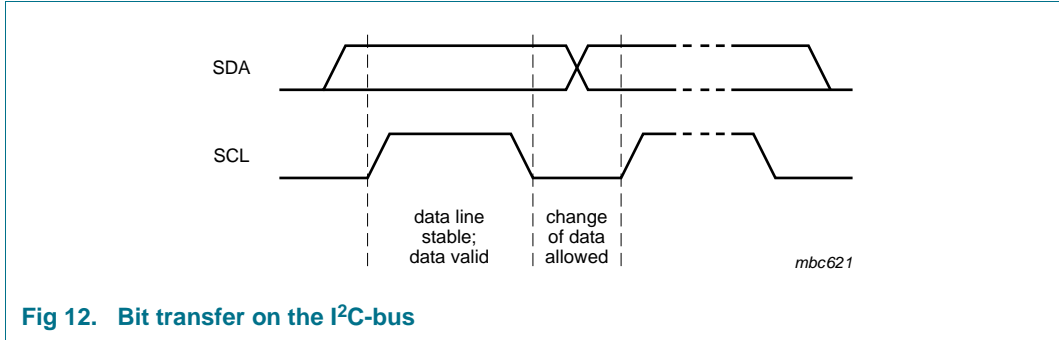 SDA
SCL
data line
stable;
data valid
change
of data
allowed
mbc621
Fig 12. Bit transfer on the I²C-bus